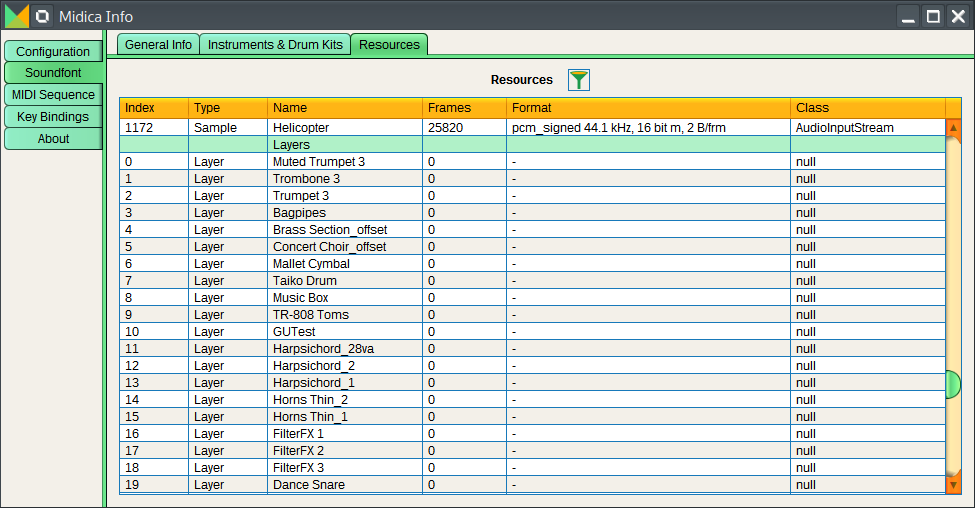 Midica Info
Configuration
Soundfont
MIDI Sequence
Key Bindings
About
General Info Instruments & Drum Kits Resources
Resources
Index Type Name Frames Format Class
1172 Sample Helicopter 25820 pcm_signed 44.1 kHz, 16 bit m, 2 B/frm AudioInputStream
Layers
0 Layer Muted Trumpet 3 0 - null
1 Layer Trombone 3 0 - null
2 Layer Trumpet 3 0 - null
3 Layer Bagpipes 0 - null
4 Layer Brass Section_offset 0 - null
5 Layer Concert Choir_offset 0 - null
6 Layer Mallet Cymbal 0 - null
7 Layer Taiko Drum 0 - null
8 Layer Music Box 0 - null
9 Layer TR-808 Toms 0 - null
10 Layer GUTest 0 - null
11 Layer Harpsichord_28va 0 - null
12 Layer Harpsichord_2 0 - null
13 Layer Harpsichord_1 0 - null
14 Layer Horns Thin_2 0 - null
15 Layer Horns Thin_1 0 - null
16 Layer FilterFX 1 0 - null
17 Layer FilterFX 2 0 - null
18 Layer FilterFX 3 0 - null
19 Layer Dance Snare 0 - null